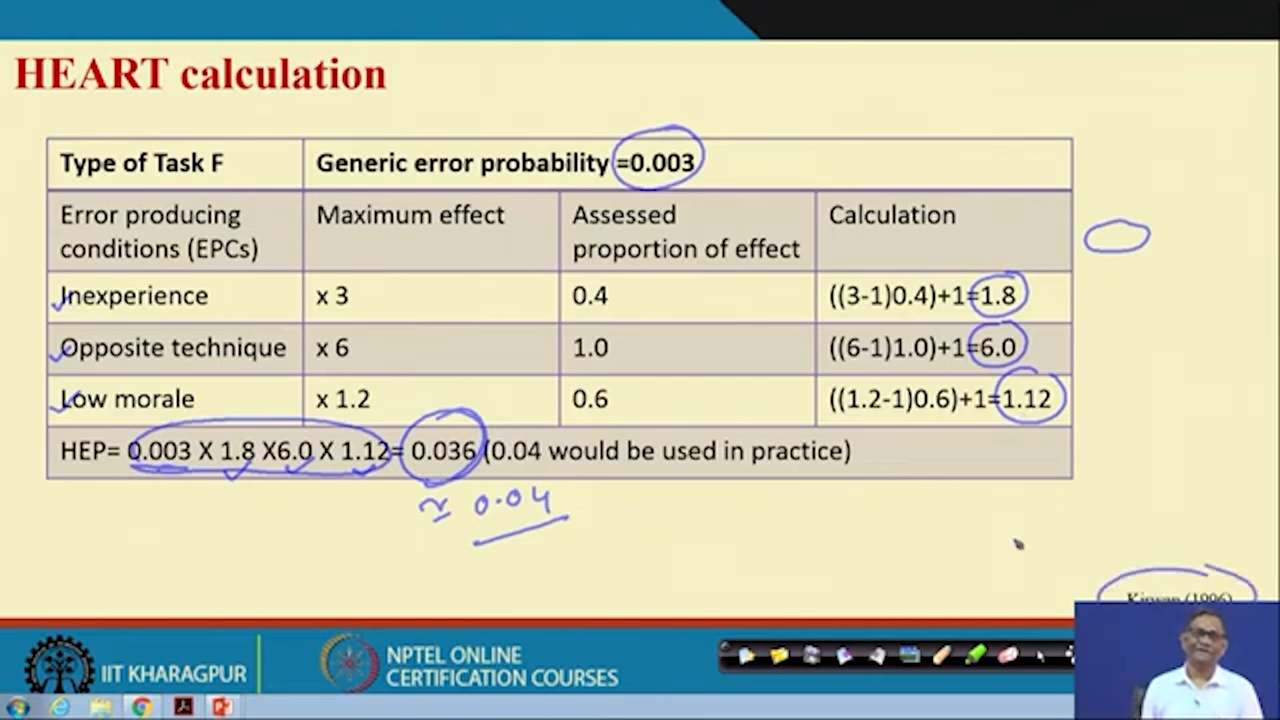 HEART calculation
Type of Task F
Generic error probability =0.003
Error producing conditions (EPCs)
Maximum effect
Assessed proportion of effect
Calculation
Inexperience
x 3
0.4
((3-1)0.4)+1=1.8
Opposite technique
x 6
1.0
((6-1)1.0)+1=6.0
Low morale
x 1.2
0.6
((1.2-1)0.6)+1=1.12
HEP= 0.003 X 1.8 X6.0 X 1.12= 0.036 (0.04 would be used in practice)
≈ 0.04
Kirwan (1996)
IIT KHARAGPUR
NPTEL ONLINE
CERTIFICATION COURSES